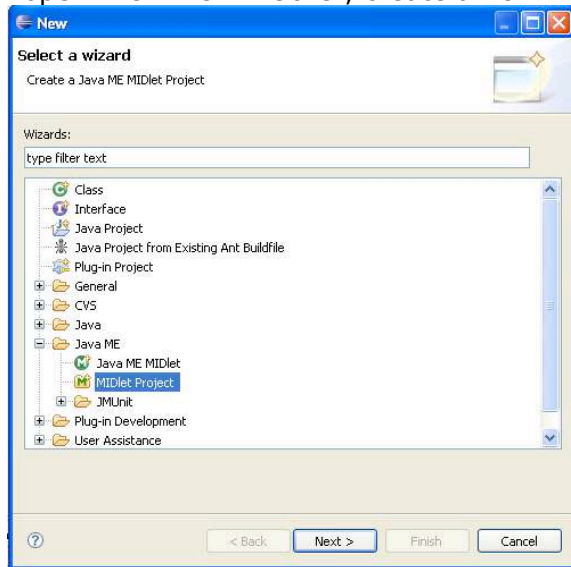 New
Select a wizard
Create a Java ME MIDlet Project
Wizards:
type filter text
Class
Interface
Java Project
Java Project from Existing Ant Buildfile
Plug-in Project
General
CVS
Java
Java ME
Java ME MIDlet
MIDlet Project
JMUnit
Plug-in Development
User Assistance
< Back Next > Finish Cancel